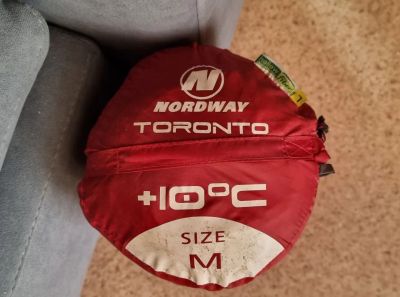 N
NORDWAY
TORONTO
+10°C
SIZE
M